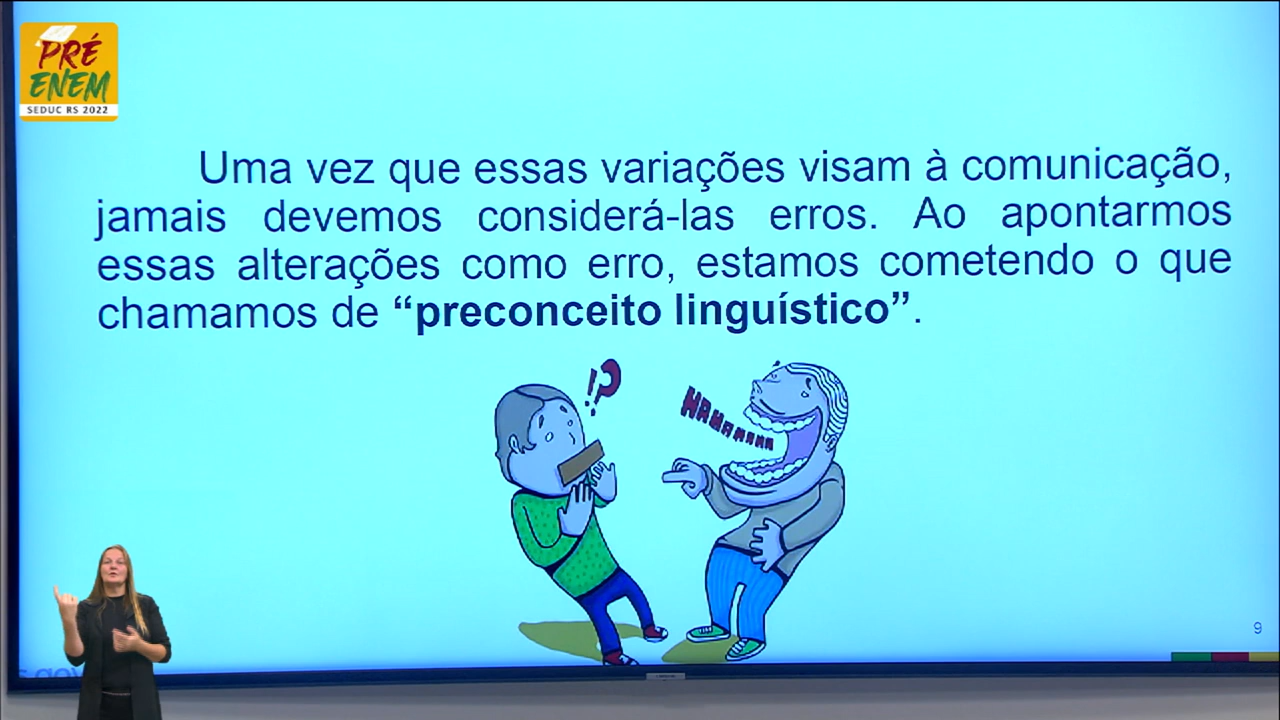 PRÉ
ENEM
SEDUC RS 2022
Uma vez que essas variações visam à comunicação,
jamais devemos considerá-las erros. Ao apontarmos
essas alterações como erro, estamos cometendo o que
chamamos de “preconceito linguístico”.
!?
HAHAHAHAHA
9